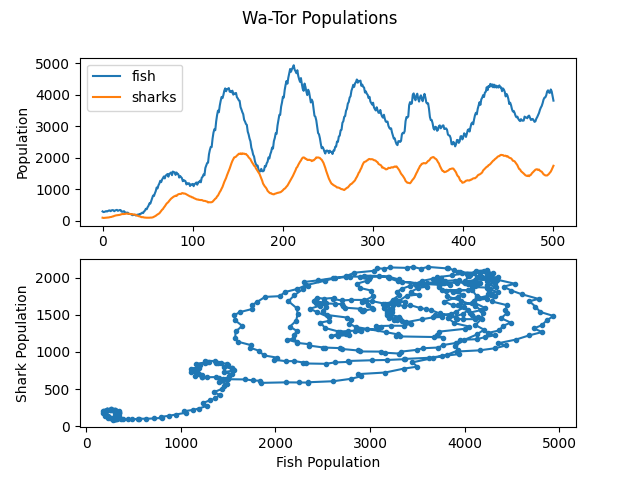 Wa-Tor Populations
fish
sharks
Population
5000
4000
3000
2000
1000
0
0 100 200 300 400 500
Shark Population
2000
1500
1000
500
0
0 1000 2000 3000 4000 5000
Fish Population